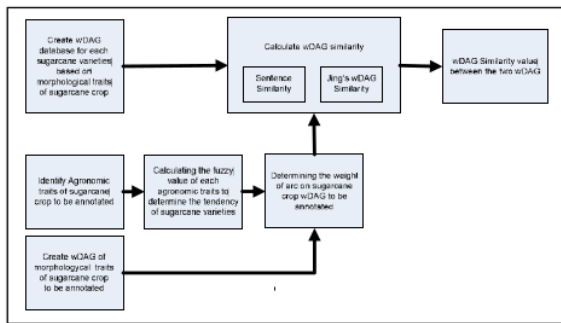 Create wDAG
database for each
sugarcane varieties
based on
morphological traits
of sugarcane crop
Calculate wDAG similarity
Sentence
Similarity
Jing's wDAG
Similarity
wDAG Similarity value
between the two wDAG
Identify Agronomic
traits of sugarcane
crop to be annotated
Calculating the fuzzy
value of each
agronomic traits to
determine the tendency
of sugarcane varieties
Determining the weight
of arc on sugarcane
crop wDAG to be
annotated
Create wDAG of
morphologycal traits
of sugarcane crop
to be annotated